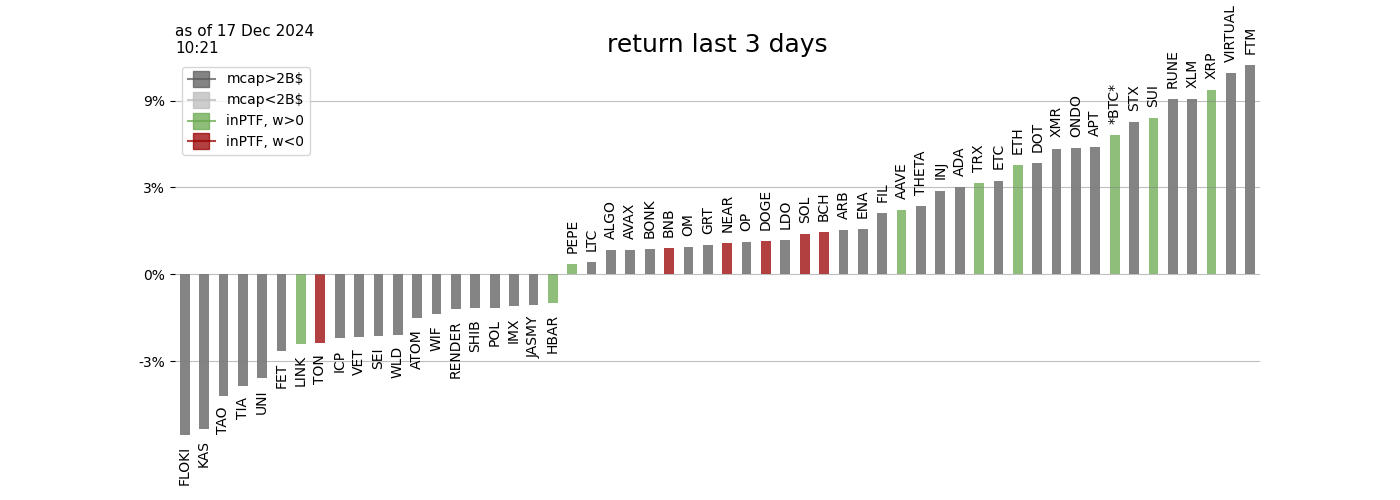 as of 17 Dec 2024
10:21
return last 3 days
mcap>2B$
mcap<2B$
inPTF, w>0
inPTF, w<0
9%
3%
0%
-3%
FLOKI
KAS
TAO
TIA
UNI
FET
LINK
TON
ICP
VET
SEI
WLD
ATOM
WIF
RENDER
SHIB
POL
IMX
JASMY
HBAR
PEPE
LTC
ALGO
AVAX
BONK
BNB
OM
GRT
NEAR
OP
DOGE
LDO
SOL
BCH
ARB
ENA
FIL
AAVE
THETA
INJ
ADA
TRX
ETC
ETH
DOT
XMR
ONDO
APT
*BTC*
STX
SUI
RUNE
XLM
XRP
VIRTUAL
FTM